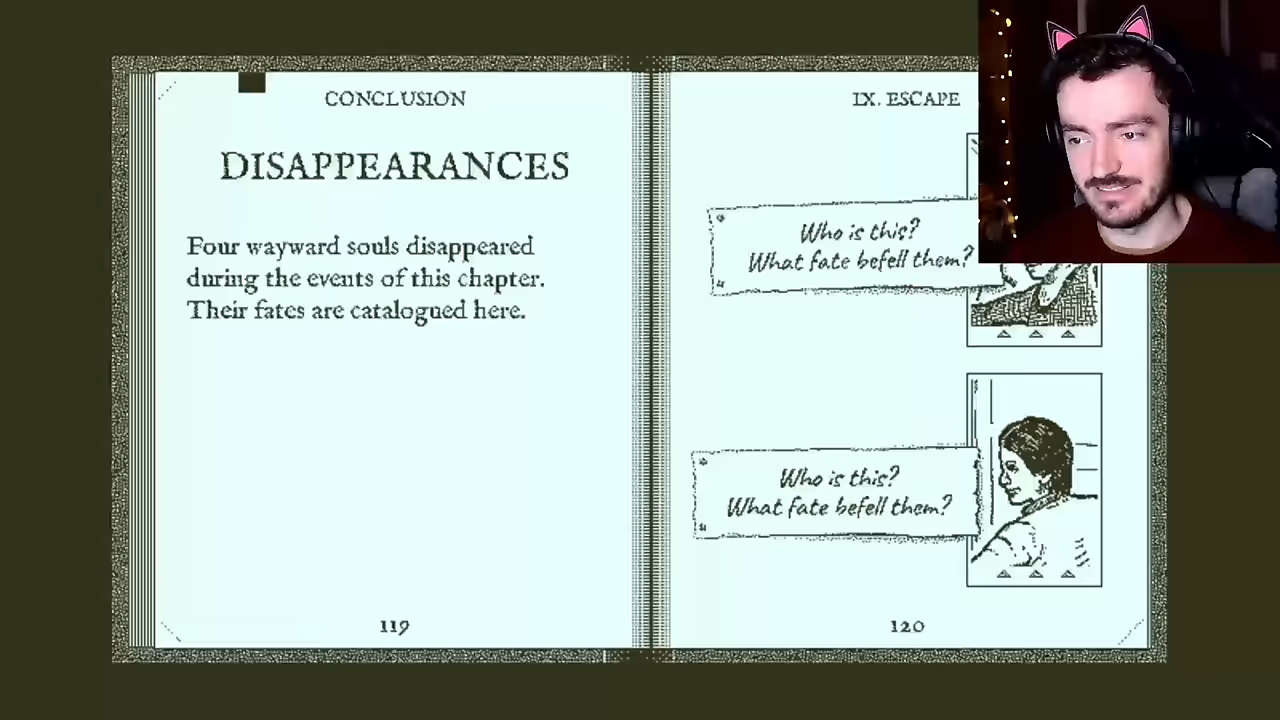 CONCLUSION
DISAPPEARANCES
Four wayward souls disappeared
during the events of this chapter.
Their fates are catalogued here.
119
IX. ESCAPE
Who is this?
What fate befell them?
Who is this?
What fate befell them?
120